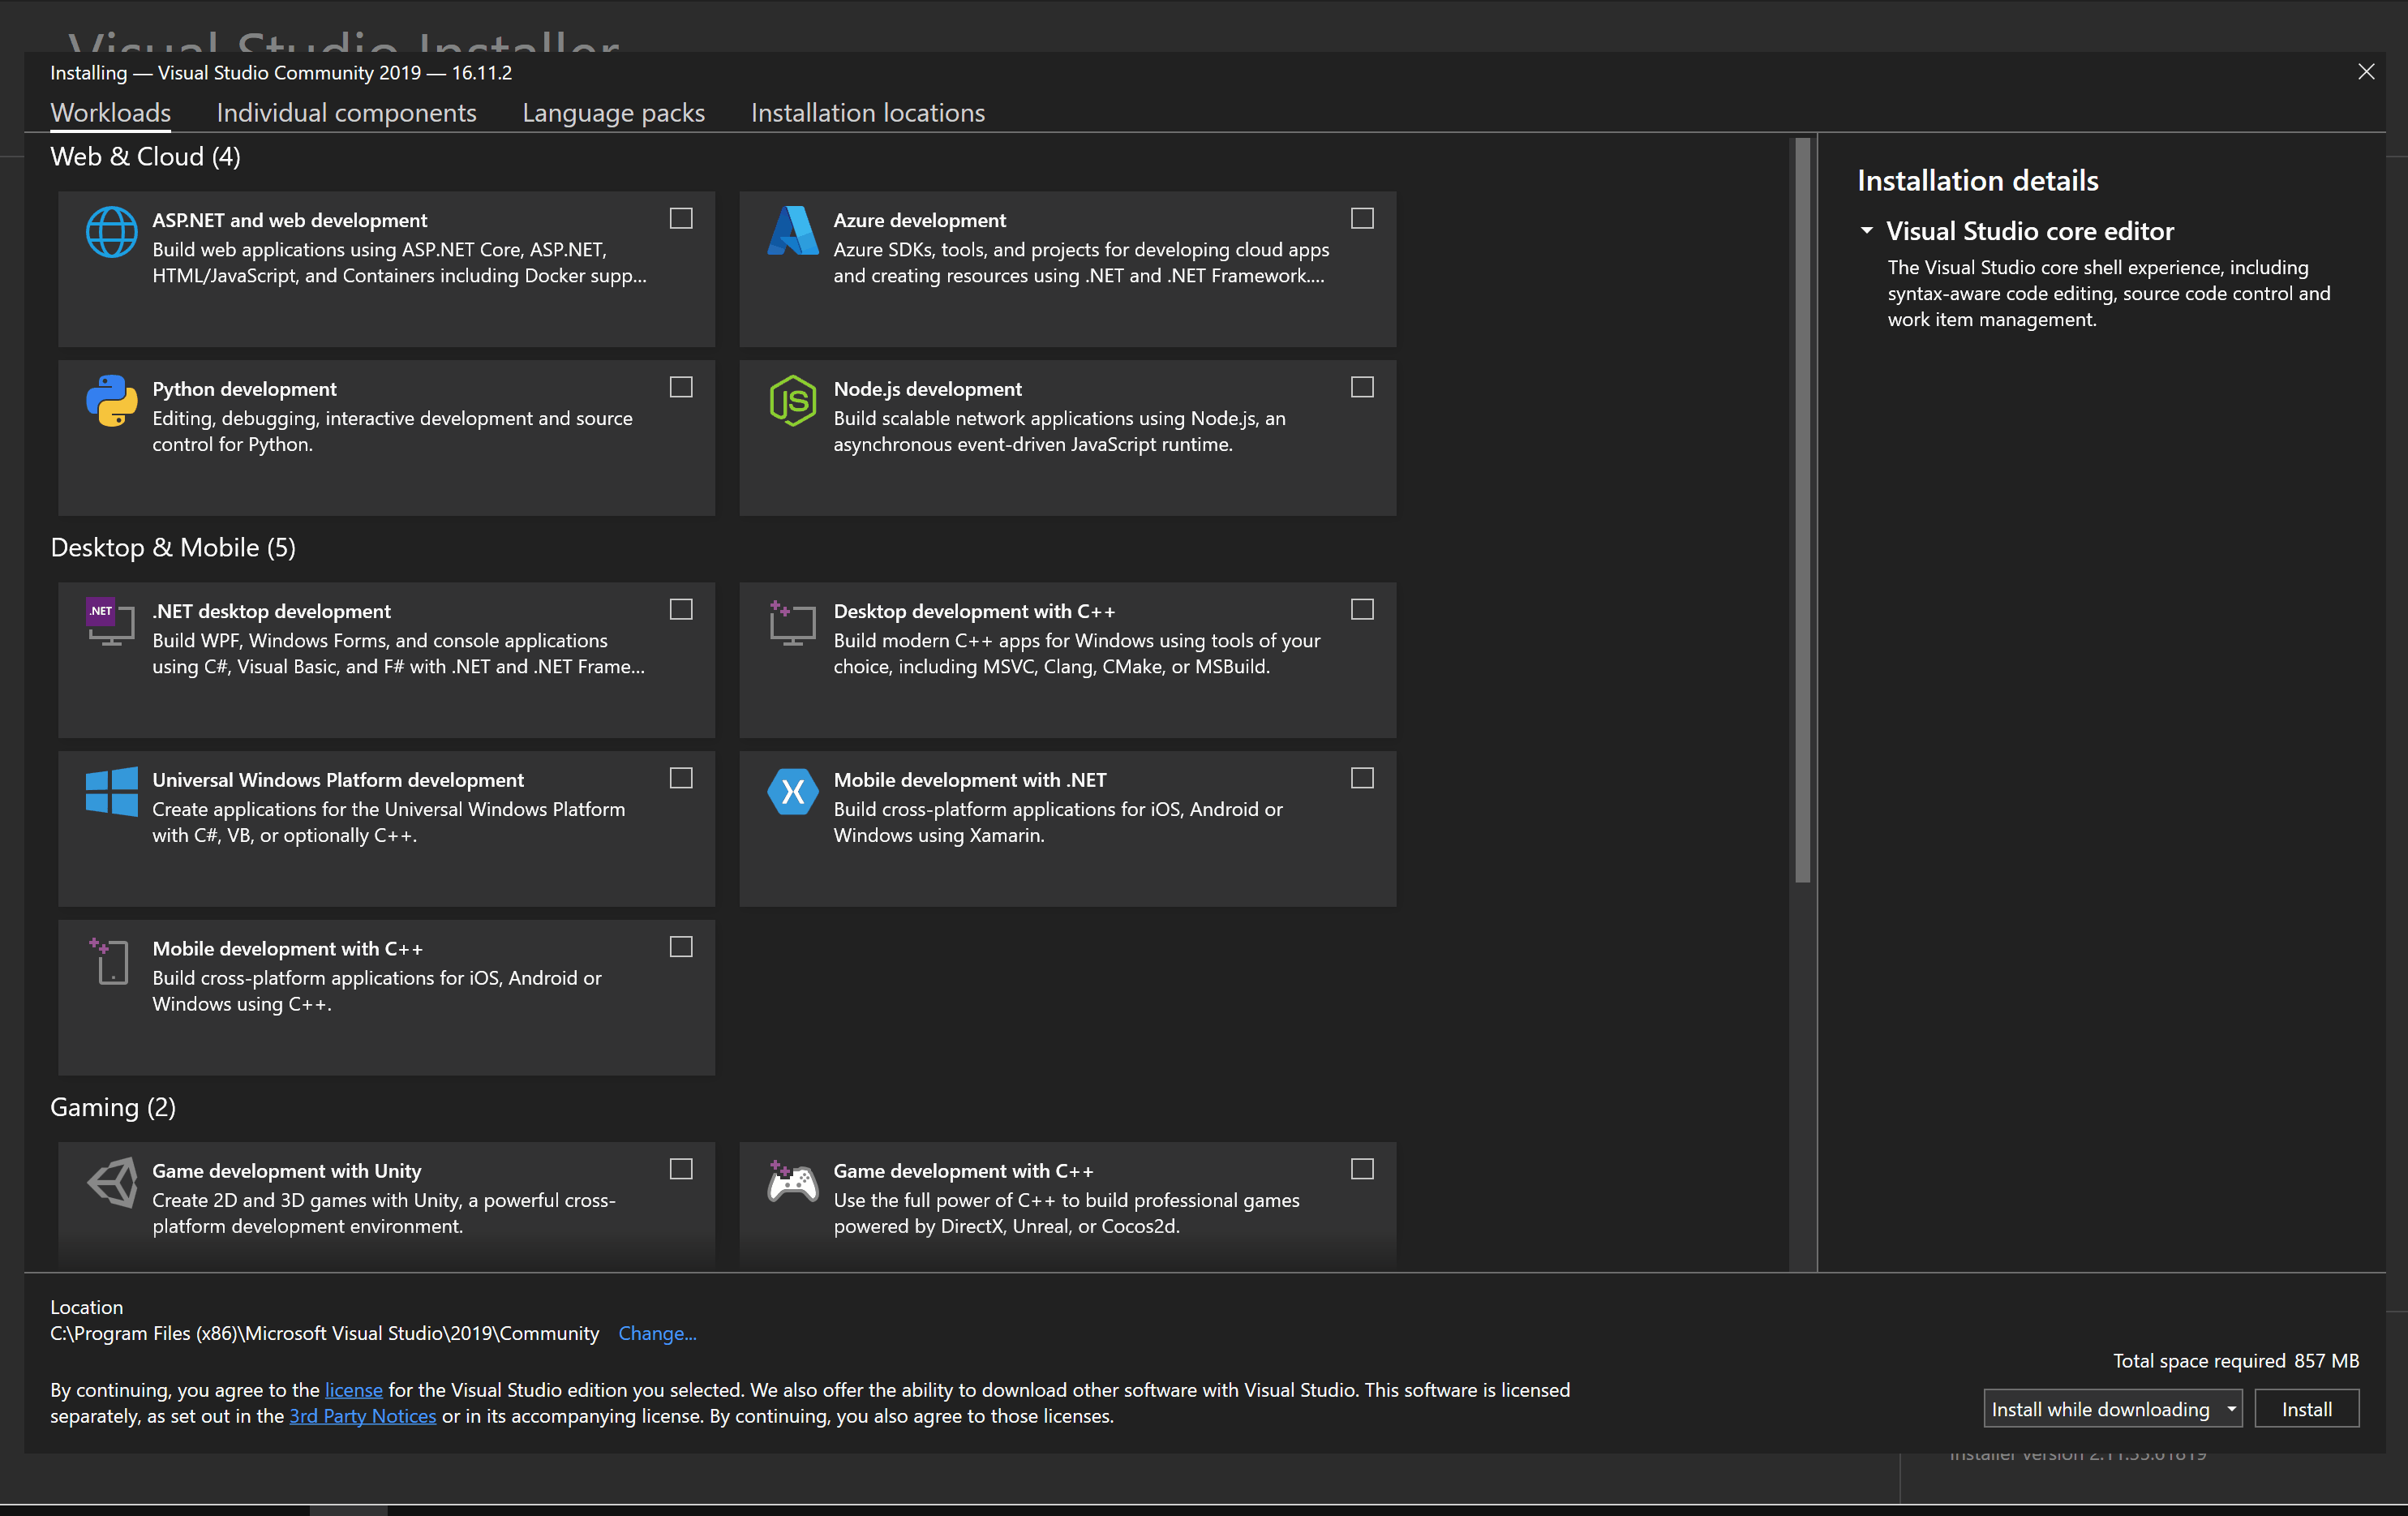 Visual Studio Installer
Installing — Visual Studio Community 2019 — 16.11.2
Workloads
Individual components
Language packs
Installation locations
Web & Cloud (4)
ASP.NET and web development
Build web applications using ASP.NET Core, ASP.NET,
HTML/JavaScript, and Containers including Docker supp...
Azure development
Azure SDKs, tools, and projects for developing cloud apps
and creating resources using .NET and .NET Framework....
Python development
Editing, debugging, interactive development and source
control for Python.
JS
Node.js development
Build scalable network applications using Node.js, an
asynchronous event-driven JavaScript runtime.
Desktop & Mobile (5)
.NET
.NET desktop development
Build WPF, Windows Forms, and console applications
using C#, Visual Basic, and F# with .NET and .NET Frame...
Desktop development with C++
Build modern C++ apps for Windows using tools of your
choice, including MSVC, Clang, CMake, or MSBuild.
Universal Windows Platform development
Create applications for the Universal Windows Platform
with C#, VB, or optionally C++.
Mobile development with .NET
Build cross-platform applications for iOS, Android or
Windows using Xamarin.
Mobile development with C++
Build cross-platform applications for iOS, Android or
Windows using C++.
Gaming (2)
Game development with Unity
Create 2D and 3D games with Unity, a powerful cross-
platform development environment.
Game development with C++
Use the full power of C++ to build professional games
powered by DirectX, Unreal, or Cocos2d.
Installation details
Visual Studio core editor
The Visual Studio core shell experience, including
syntax-aware code editing, source code control and
work item management.
Location
C:\Program Files (x86)\Microsoft Visual Studio\2019\Community Change...
By continuing, you agree to the license for the Visual Studio edition you selected. We also offer the ability to download other software with Visual Studio. This software is licensed
separately, as set out in the 3rd Party Notices or in its accompanying license. By continuing, you also agree to those licenses.
Total space required 857 MB
Install while downloading
Install
Installer version